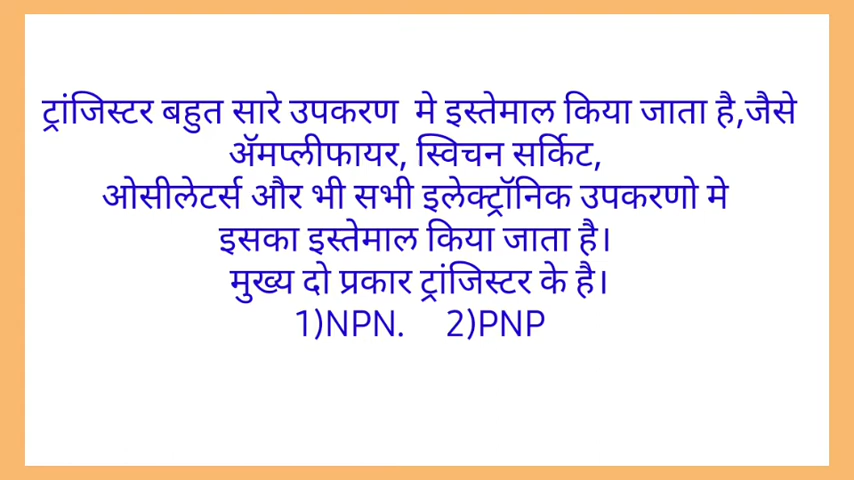 ट्रांजिस्टर बहुत सारे उपकरण मे इस्तेमाल किया जाता है,जैसे
ॲमप्लीफायर, स्विचन सर्किट,
ओसीलेटर्स और भी सभी इलेक्ट्रॉनिक उपकरणो मे
इसका इस्तेमाल किया जाता है।
मुख्य दो प्रकार ट्रांजिस्टर के है।
1)NPN. 2)PNP